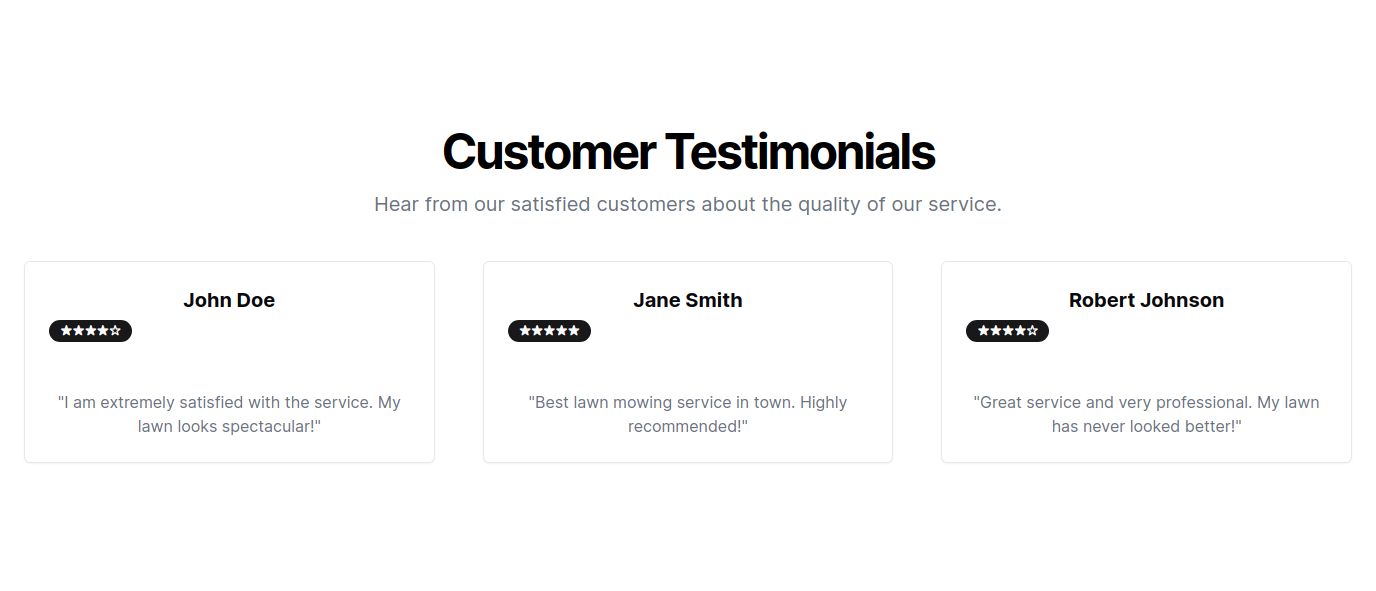 Customer Testimonials
Hear from our satisfied customers about the quality of our service.
John Doe
★★★★☆
"I am extremely satisfied with the service. My
lawn looks spectacular!"
Jane Smith
★★★★★
"Best lawn mowing service in town. Highly
recommended!"
Robert Johnson
★★★★☆
"Great service and very professional. My lawn
has never looked better!"